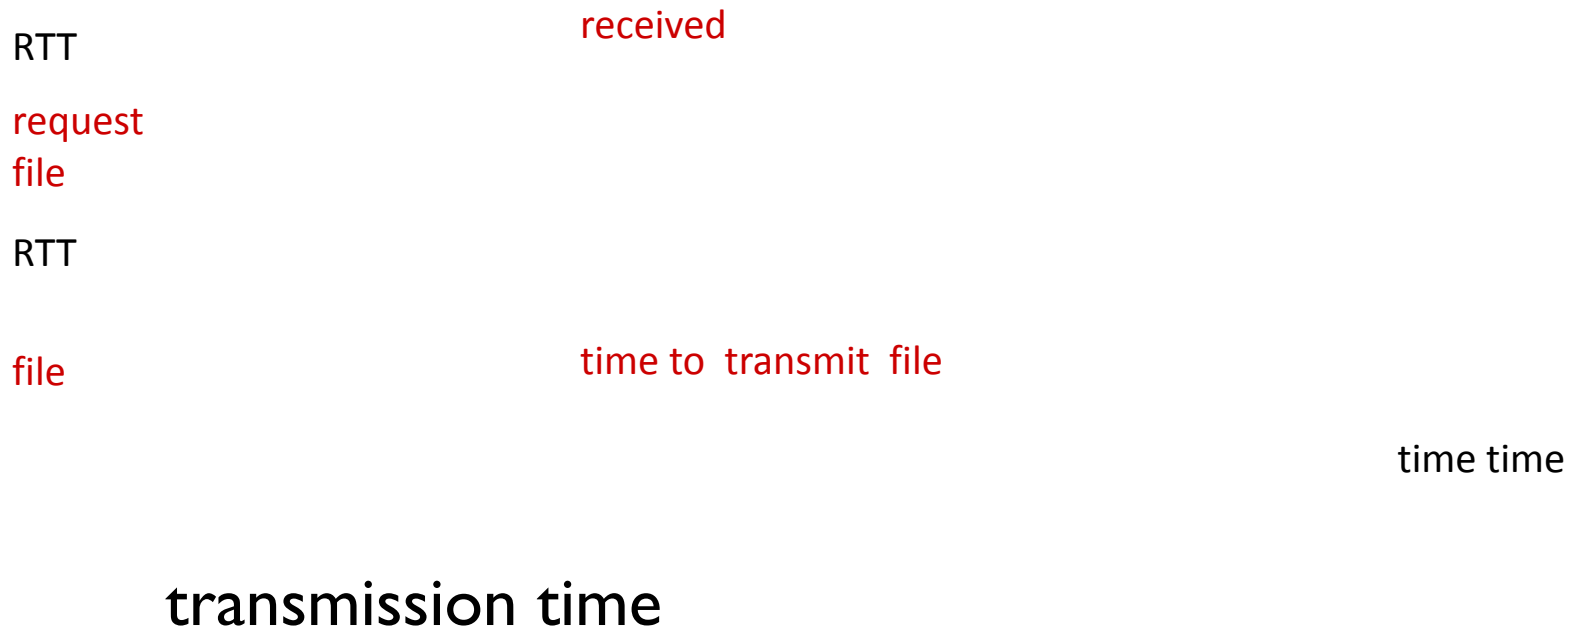 received
RTT
request
file
RTT
time to transmit file
file
time time
transmission time